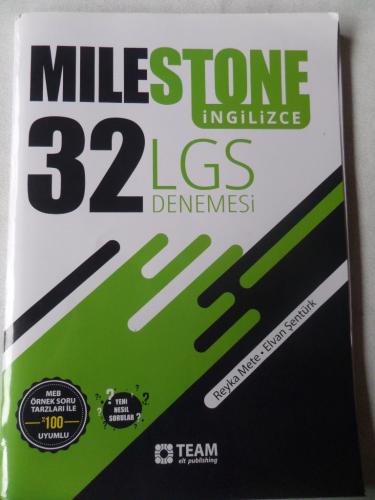 MILESTONE
İNGİLİZCE
32 LGS
DENEMESİ
Reyka Mete • Elvan Şentürk
MEB
ÖRNEK SORU
TARZLARI İLE
%100
UYUMLU
YENİ
NESİL
SORULAR
TEAM
elt publishing